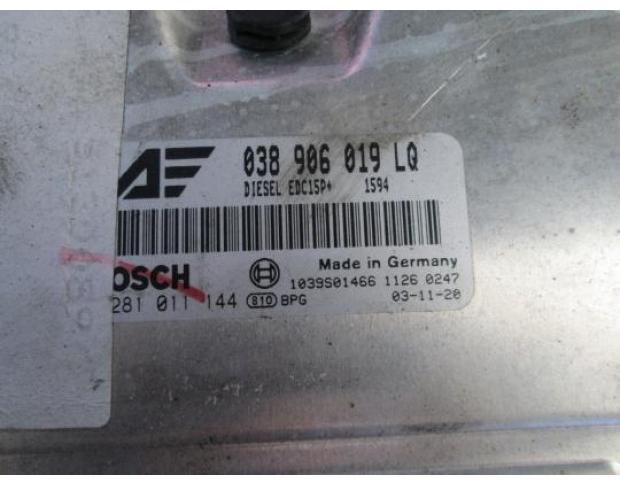 AF 038 906 019 LQ
DIESEL EDC15P+ 1594
OSCH
Made in Germany
1039S01466 1126 0247
281 011 144 810 BPG 03-11-20